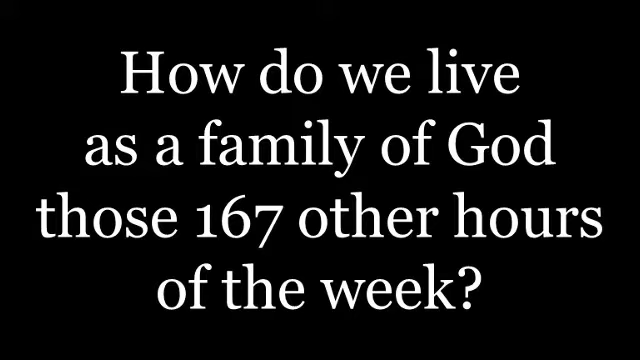 How do we live
as a family of God
those 167 other hours
of the week?